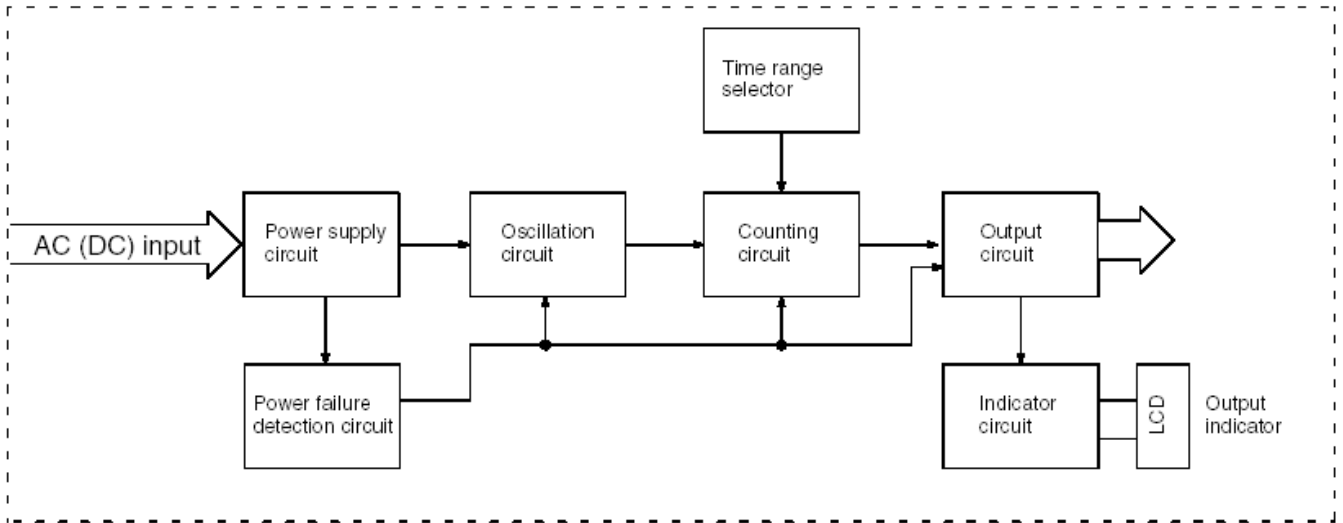 Time range
selector
AC (DC) input
Power supply
circuit
Oscillation
circuit
Counting
circuit
Output
circuit
Power failure
detection circuit
Indicator
circuit
LCD
Output
indicator